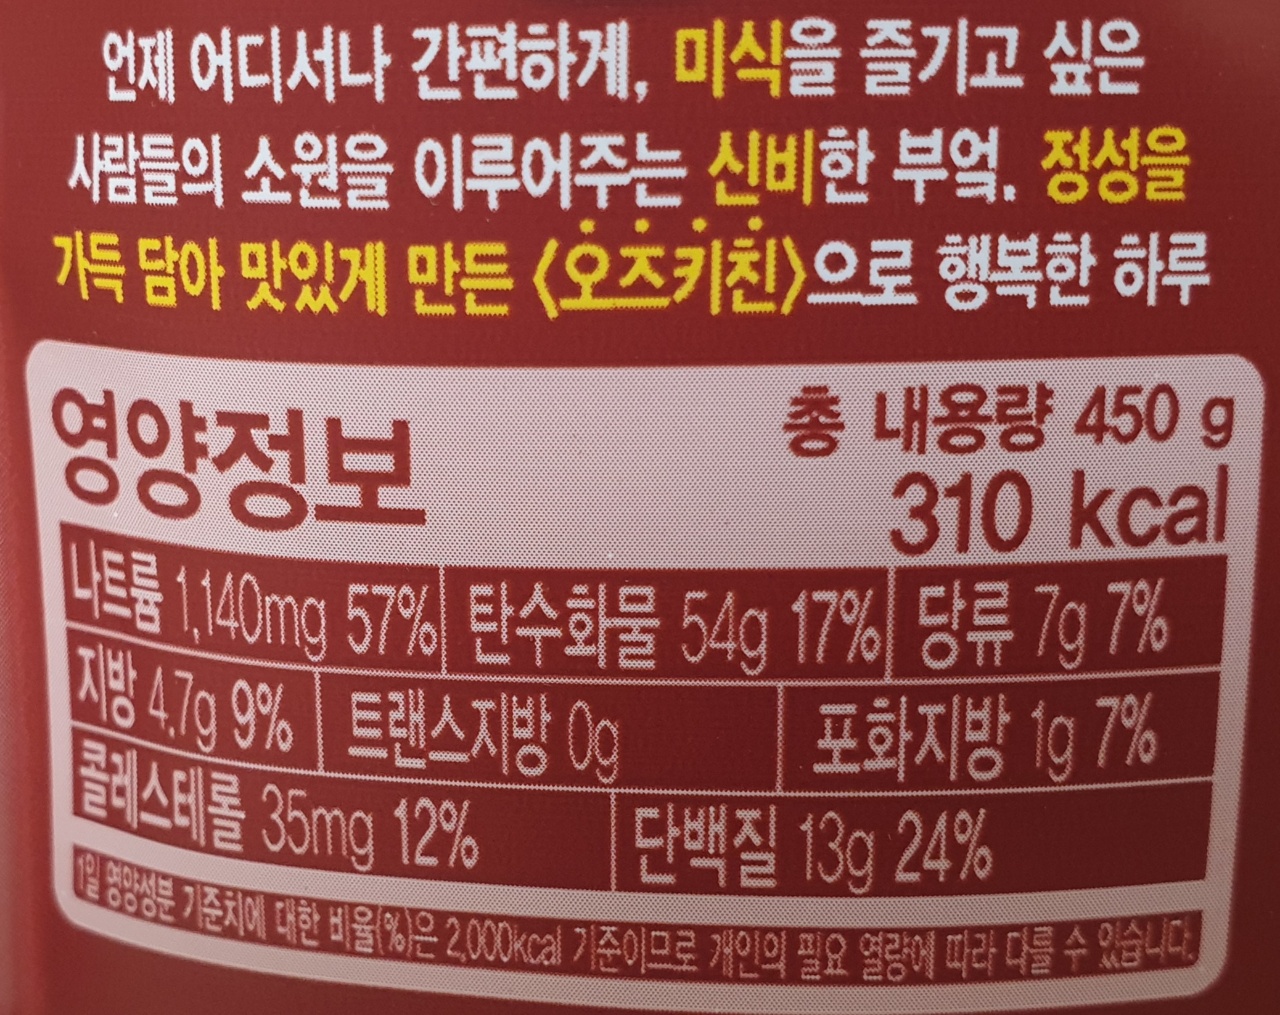 언제 어디서나 간편하게, 미식을 즐기고 싶은
사람들의 소원을 이루어주는 신비한 부엌. 정성을
가득 담아 맛있게 만든 〈오즈키친〉으로 행복한 하루
영양정보
총 내용량 450 g
310 kcal
나트륨 1,140mg 57% 탄수화물 54g 17% 당류 7g 7%
지방 4.7g 9% 트랜스지방 0g 포화지방 1g 7%
콜레스테롤 35mg 12% 단백질 13g 24%
1일 영양성분 기준치에 대한 비율(%)은 2,000kcal 기준이므로 개인의 필요 열량에 따라 다를 수 있습니다.